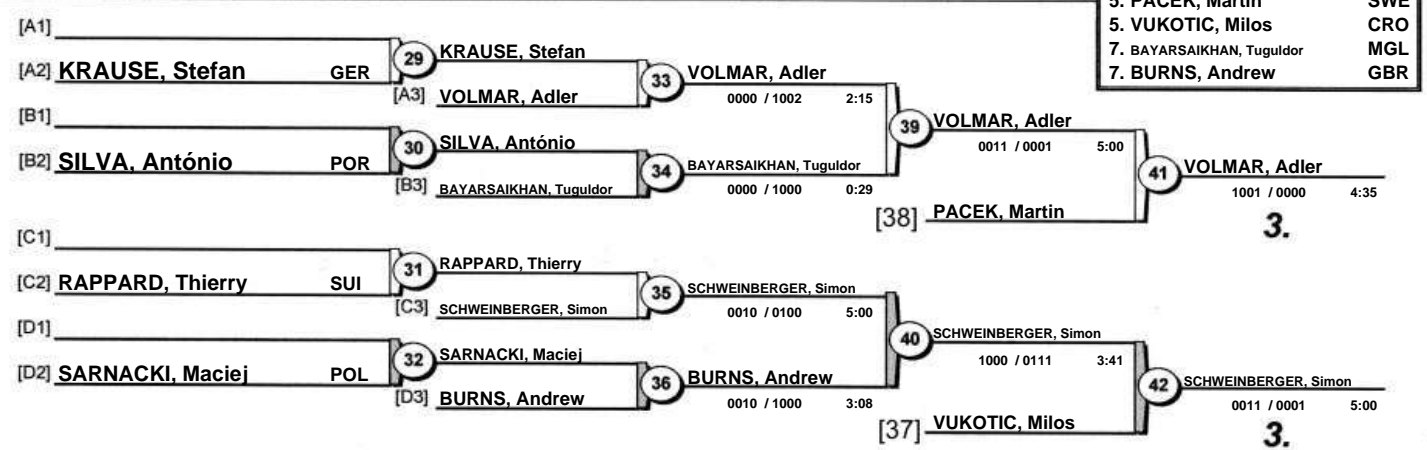 5. PACEK, Martin SWE
5. VUKOTIC, Milos CRO
7. BAYARSAIKHAN, Tuguldor MGL
7. BURNS, Andrew GBR
[A1]
[A2] KRAUSE, Stefan GER
29
KRAUSE, Stefan
[A3] VOLMAR, Adler
33
VOLMAR, Adler
0000 / 1002 2:15
[B1]
[B2] SILVA, António POR
30
SILVA, António
[B3] BAYARSAIKHAN, Tuguldor
34
BAYARSAIKHAN, Tuguldor
0000 / 1000 0:29
39
VOLMAR, Adler
0011 / 0001 5:00
[38] PACEK, Martin
41
VOLMAR, Adler
1001 / 0000 4:35
3.
[C1]
[C2] RAPPARD, Thierry SUI
31
RAPPARD, Thierry
[C3] SCHWEINBERGER, Simon
35
SCHWEINBERGER, Simon
0010 / 0100 5:00
[D1]
[D2] SARNACKI, Maciej POL
32
SARNACKI, Maciej
[D3] BURNS, Andrew
36
BURNS, Andrew
0010 / 1000 3:08
40
SCHWEINBERGER, Simon
1000 / 0111 3:41
[37] VUKOTIC, Milos
42
SCHWEINBERGER, Simon
0011 / 0001 5:00
3.